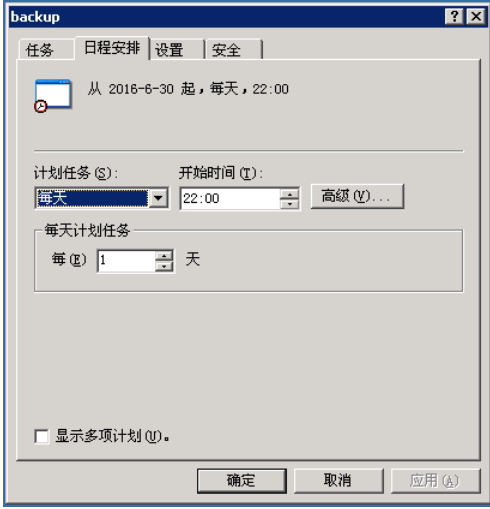 backup
任务 日程安排 设置 安全
从 2016-6-30 起，每天，22:00
计划任务(S): 开始时间(T):
每天 22:00 高级(V)...
每天计划任务
每(E) 1 天
显示多项计划(U)。
确定 取消 应用(A)